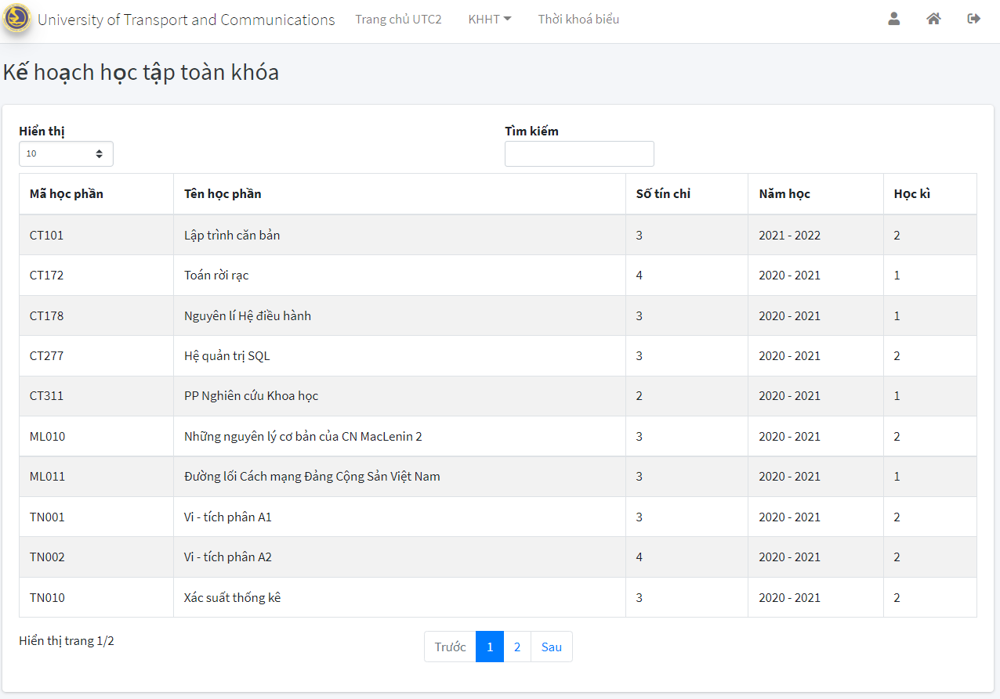 University of Transport and Communications Trang chủ UTC2 KHHT Thời khoá biểu
Kế hoạch học tập toàn khóa
Hiển thị Tìm kiếm
10
Mã học phần Tên học phần Số tín chỉ Năm học Học kì
CT101 Lập trình căn bản 3 2021 - 2022 2
CT172 Toán rời rạc 4 2020 - 2021 1
CT178 Nguyên lí Hệ điều hành 3 2020 - 2021 1
CT277 Hệ quản trị SQL 3 2020 - 2021 2
CT311 PP Nghiên cứu Khoa học 2 2020 - 2021 1
ML010 Những nguyên lý cơ bản của CN MacLenin 2 3 2020 - 2021 2
ML011 Đường lối Cách mạng Đảng Cộng Sản Việt Nam 3 2020 - 2021 1
TN001 Vi - tích phân A1 3 2020 - 2021 2
TN002 Vi - tích phân A2 4 2020 - 2021 2
TN010 Xác suất thống kê 3 2020 - 2021 2
Hiển thị trang 1/2 Trước 1 2 Sau